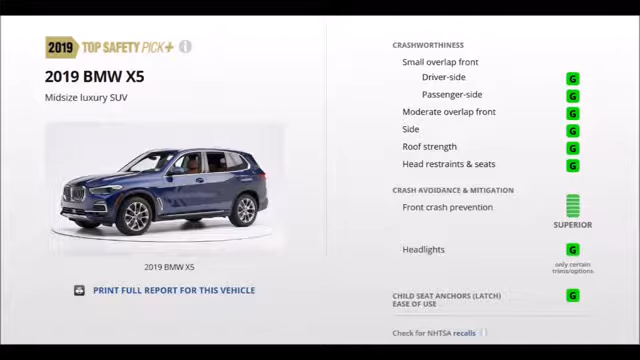 2019 TOP SAFETY PICK+ i
2019 BMW X5
Midsize luxury SUV
2019 BMW X5
PRINT FULL REPORT FOR THIS VEHICLE
CRASHWORTHINESS
Small overlap front
Driver-side G
Passenger-side G
Moderate overlap front G
Side G
Roof strength G
Head restraints & seats G
CRASH AVOIDANCE & MITIGATION
Front crash prevention
SUPERIOR
Headlights G
only certain
trims/options
CHILD SEAT ANCHORS (LATCH)
EASE OF USE G
Check for NHTSA recalls i